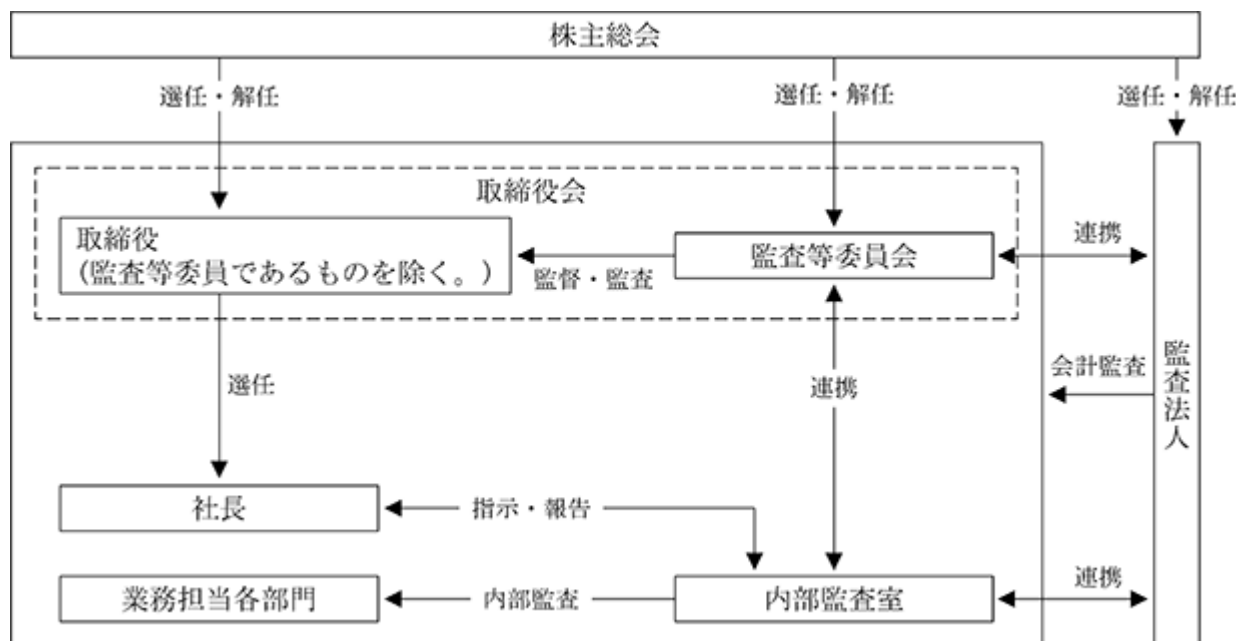 株主総会
選任・解任
選任・解任
選任・解任
取締役会
取締役
（監査等委員であるものを除く。）
監督・監査
監査等委員会
連携
選任
連携
会計監査
監査法人
社長
指示・報告
業務担当各部門
内部監査
内部監査室
連携